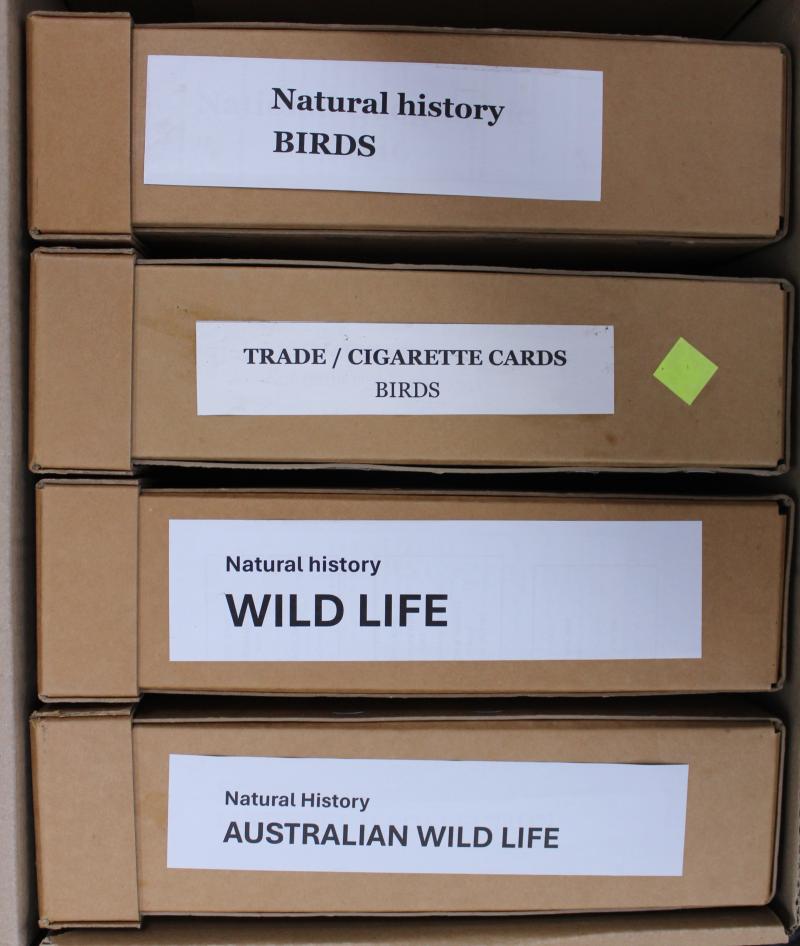 Natural history
BIRDS
TRADE / CIGARETTE CARDS
BIRDS
Natural history
WILD LIFE
Natural History
AUSTRALIAN WILD LIFE